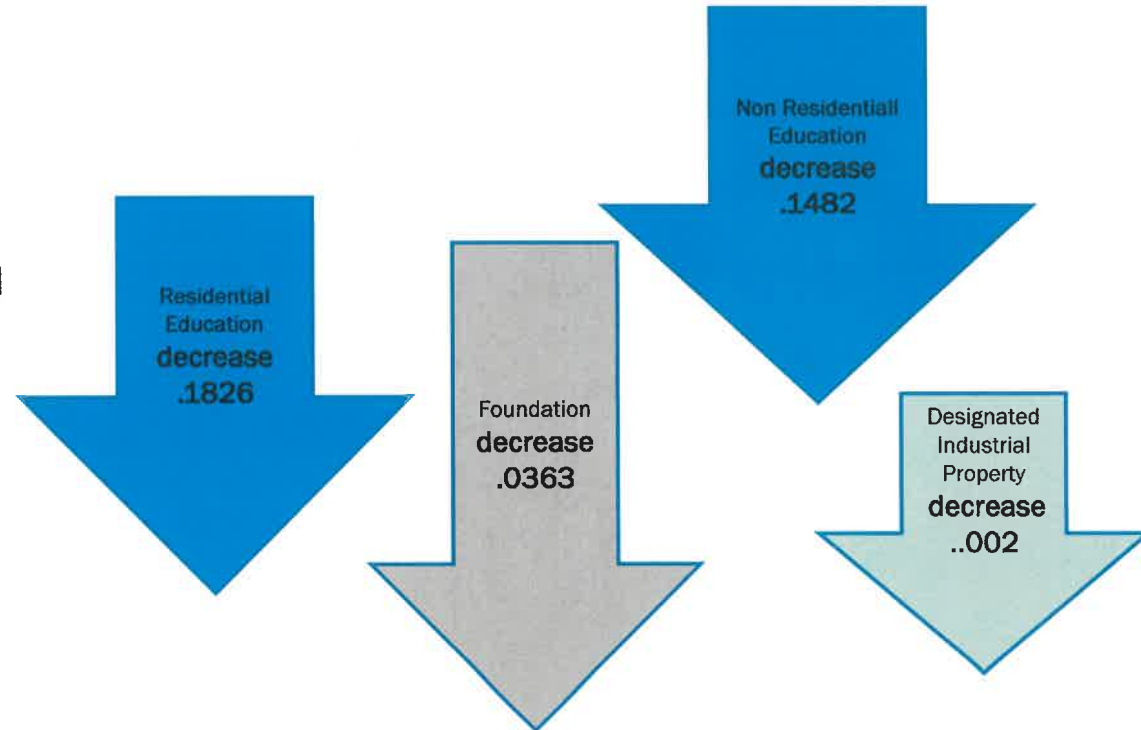 Residential
Education
decrease
.1826
Foundation
decrease
.0363
Non Residentiall
Education
decrease
.1482
Designated
Industrial
Property
decrease
..002